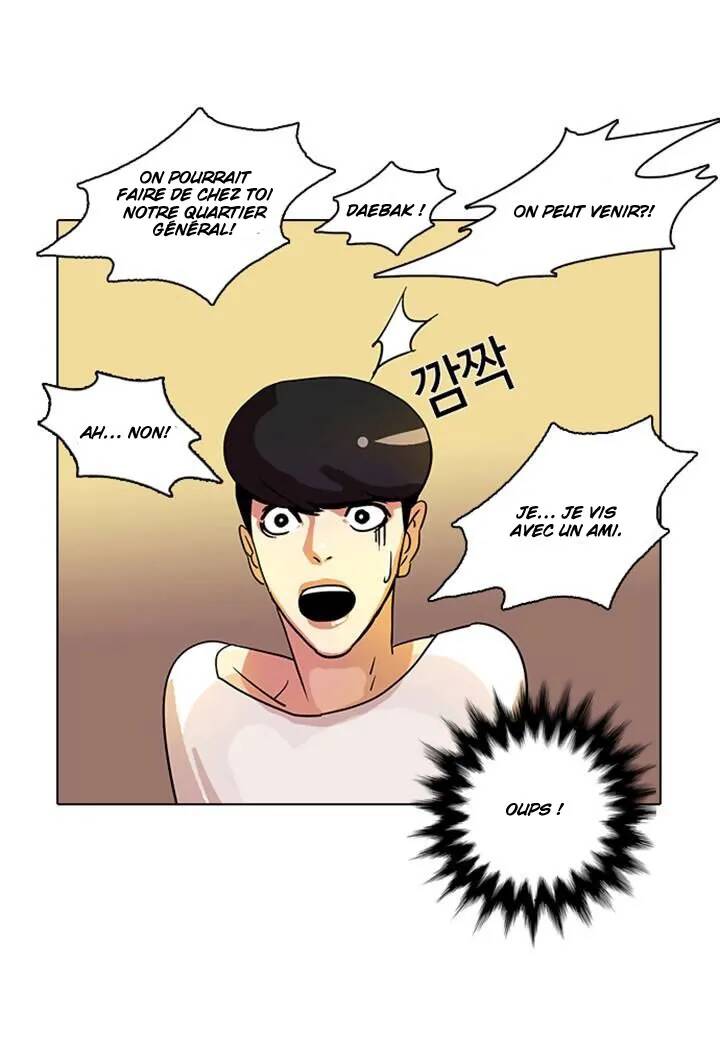 ON POURRAIT
FAIRE DE CHEZ TOI
NOTRE QUARTIER
GÉNÉRAL!
DAEBAK !
ON PEUT VENIR?!
깜짝
AH... NON!
JE... JE VIS
AVEC UN AMI.
OUPS !